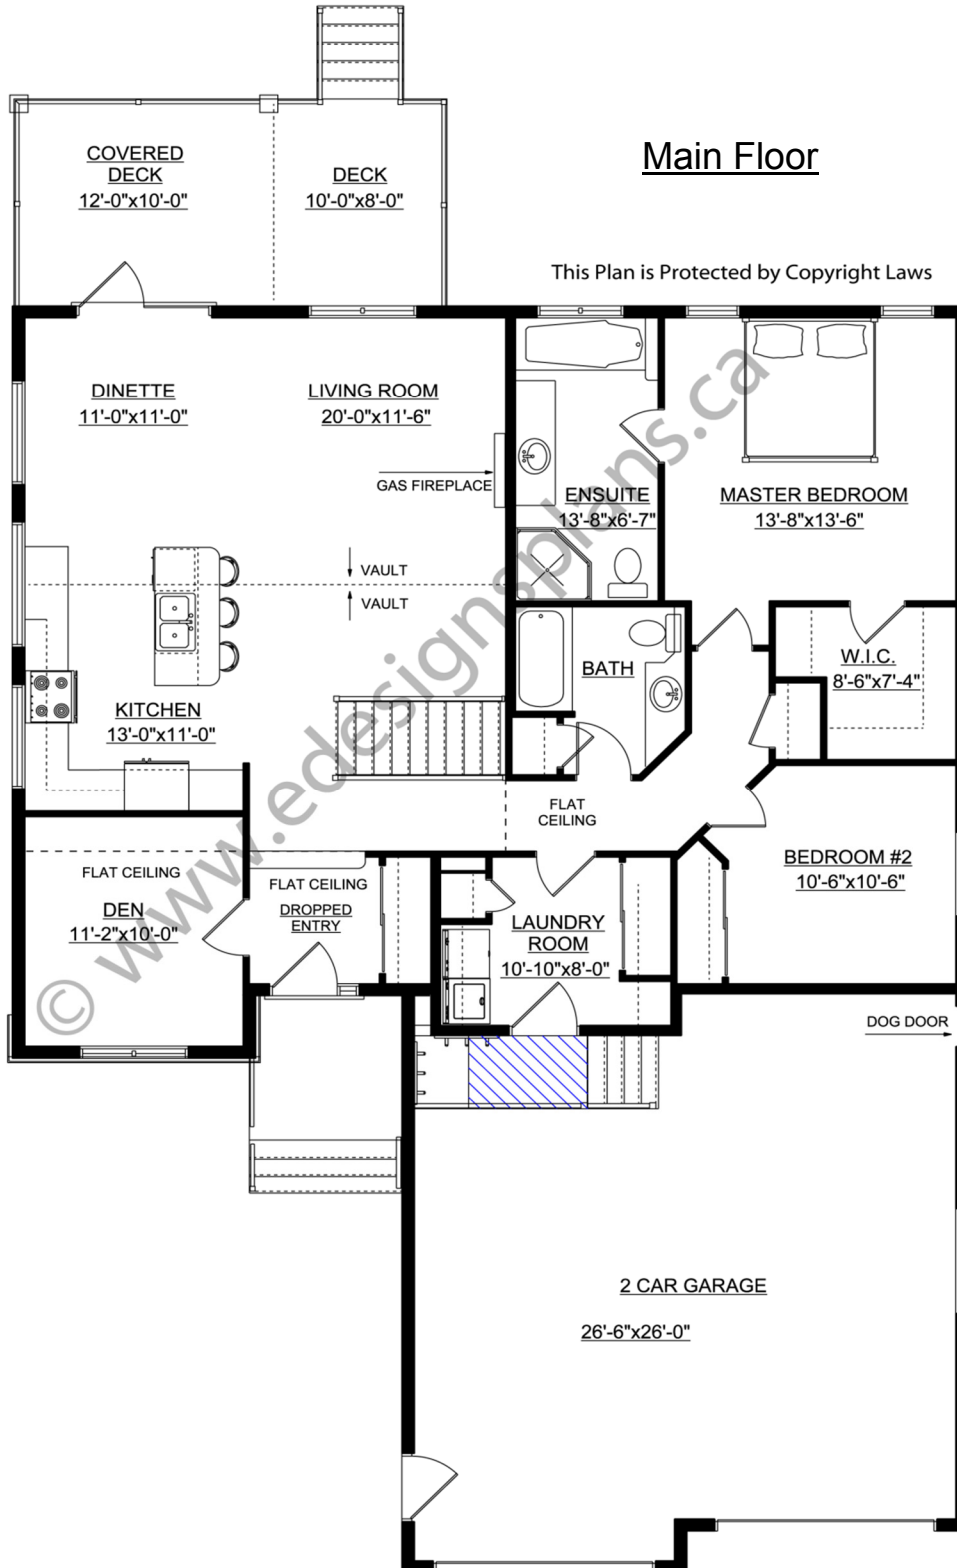 Main Floor
COVERED
DECK
12'-0"x10'-0"
DECK
10'-0"x8'-0"
This Plan is Protected by Copyright Laws
DINETTE
11'-0"x11'-0"
LIVING ROOM
20'-0"x11'-6"
GAS FIREPLACE
ENSUITE
13'-8"x6'-7"
MASTER BEDROOM
13'-8"x13'-6"
VAULT
VAULT
BATH
W.I.C.
8'-6"x7'-4"
KITCHEN
13'-0"x11'-0"
FLAT
CEILING
BEDROOM #2
10'-6"x10'-6"
FLAT CEILING
DEN
11'-2"x10'-0"
FLAT CEILING
DROPPED
ENTRY
LAUNDRY
ROOM
10'-10"x8'-0"
DOG DOOR
2 CAR GARAGE
26'-6"x26'-0"
© www.edesignsplans.ca